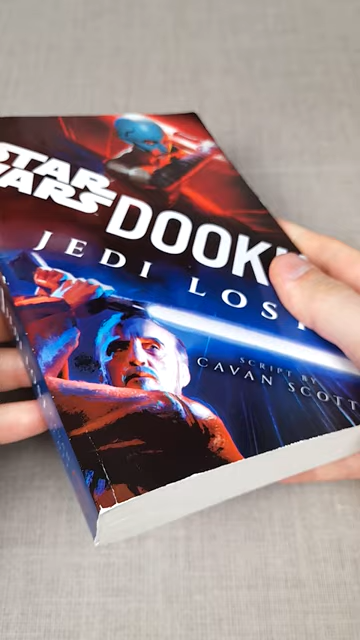 STAR
WARS
DOOKU
JEDI LOST
SCRIPT BY
CAVAN SCOTT